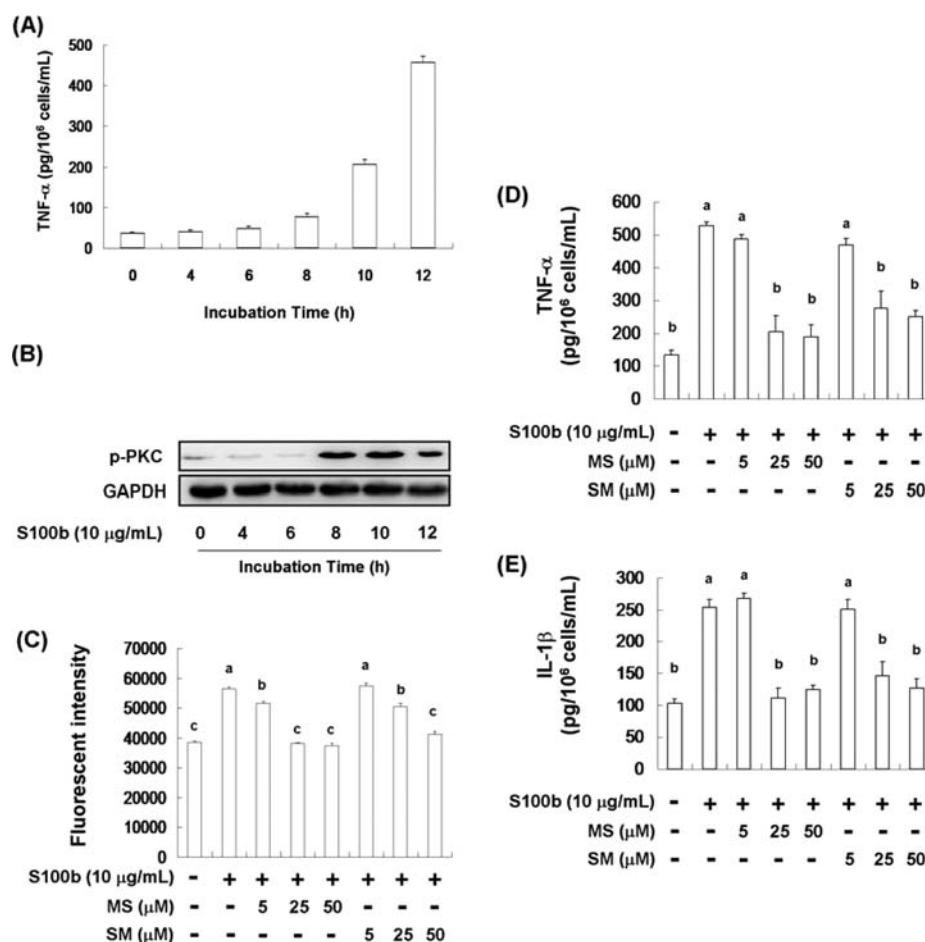 (A)
500
400
300
200
100
0
TNF-α (pg/10⁶ cells/mL)
0 4 6 8 10 12
Incubation Time (h)
(B)
p-PKC
GAPDH
S100b (10 μg/mL) 0 4 6 8 10 12
Incubation Time (h)
(C)
70000
60000
50000
40000
30000
20000
10000
0
Fluorescent intensity
c a b c c a b c
S100b (10 μg/mL) - + + + + + + +
MS (μM) - - 5 25 50 - - -
SM (μM) - - - - - 5 25 50
(D)
600
500
400
300
200
100
0
TNF-α
(pg/10⁶ cells/mL)
b a a b b a b b
S100b (10 μg/mL) - + + + + + + +
MS (μM) - - 5 25 50 - - -
SM (μM) - - - - - 5 25 50
(E)
300
250
200
150
100
50
0
IL-1β
(pg/10⁶ cells/mL)
b a a b b a b b
S100b (10 μg/mL) - + + + + + + +
MS (μM) - - 5 25 50 - - -
SM (μM) - - - - - 5 25 50